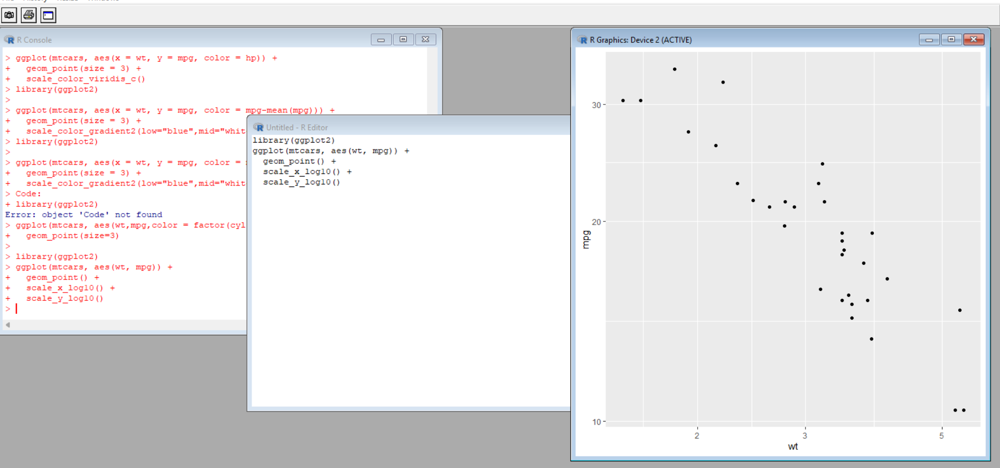 R Console
> ggplot(mtcars, aes(x = wt, y = mpg, color = hp)) +
+   geom_point(size = 3) +
+   scale_color_viridis_c()
> library(ggplot2)
>
> ggplot(mtcars, aes(x = wt, y = mpg, color = mpg-mean(mpg))) +
+   geom_point(size = 3) +
+   scale_color_gradient2(low="blue",mid="whit
> library(ggplot2)
>
> ggplot(mtcars, aes(x = wt, y = mpg, color =
+   geom_point(size = 3) +
+   scale_color_gradient2(low="blue",mid="whit
> Code:
+ library(ggplot2)
Error: object 'Code' not found
> ggplot(mtcars, aes(wt,mpg,color = factor(cyl
+   geom_point(size=3)
>
> library(ggplot2)
> ggplot(mtcars, aes(wt, mpg)) +
+   geom_point() +
+   scale_x_log10() +
+   scale_y_log10()
>
Untitled - R Editor
library(ggplot2)
ggplot(mtcars, aes(wt, mpg)) +
  geom_point() +
  scale_x_log10() +
  scale_y_log10()
R Graphics: Device 2 (ACTIVE)
30
20
10
mpg
2 3 5
wt